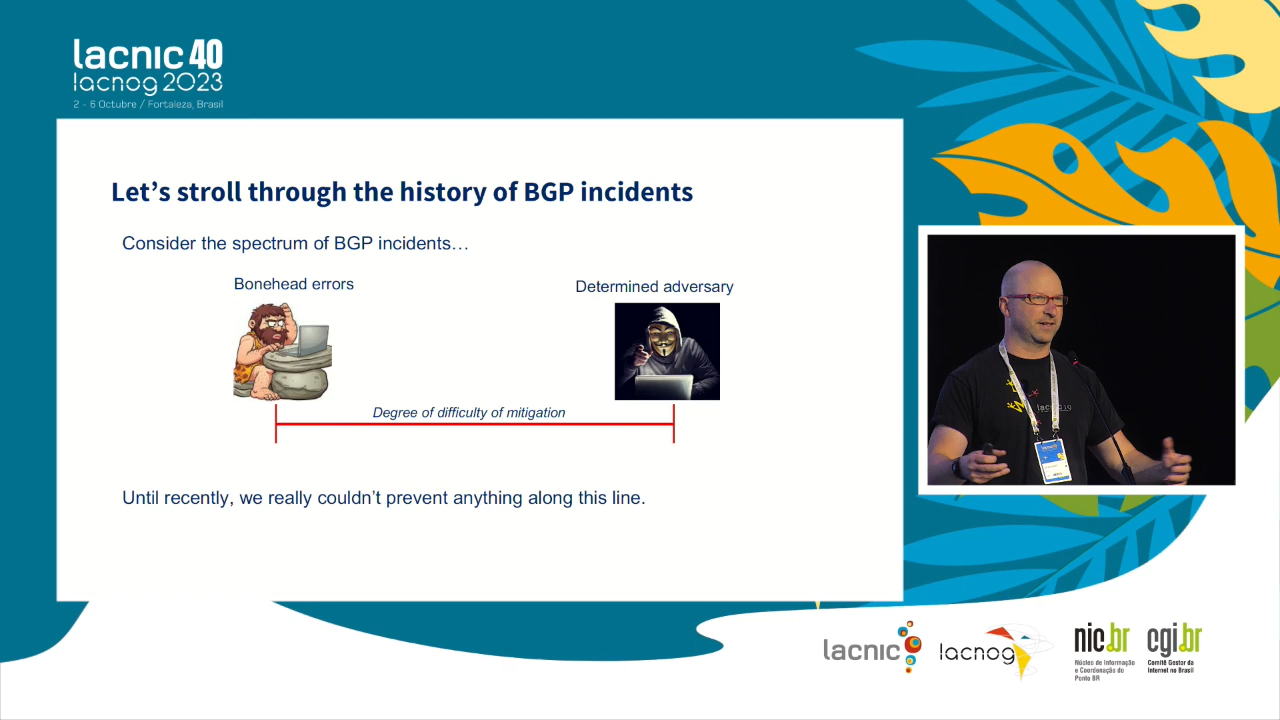 lacnic 40
lacnog 2023
2 - 6 Octubre / Fortaleza, Brasil
Let’s stroll through the history of BGP incidents
Consider the spectrum of BGP incidents…
Bonehead errors
Determined adversary
Degree of difficulty of mitigation
Until recently, we really couldn’t prevent anything along this line.
lacnog
lacnic
lacnog
nic.br
Núcleo de Informação
e Coordenação do
Ponto BR
cgi.br
Comitê Gestor da
Internet no Brasil